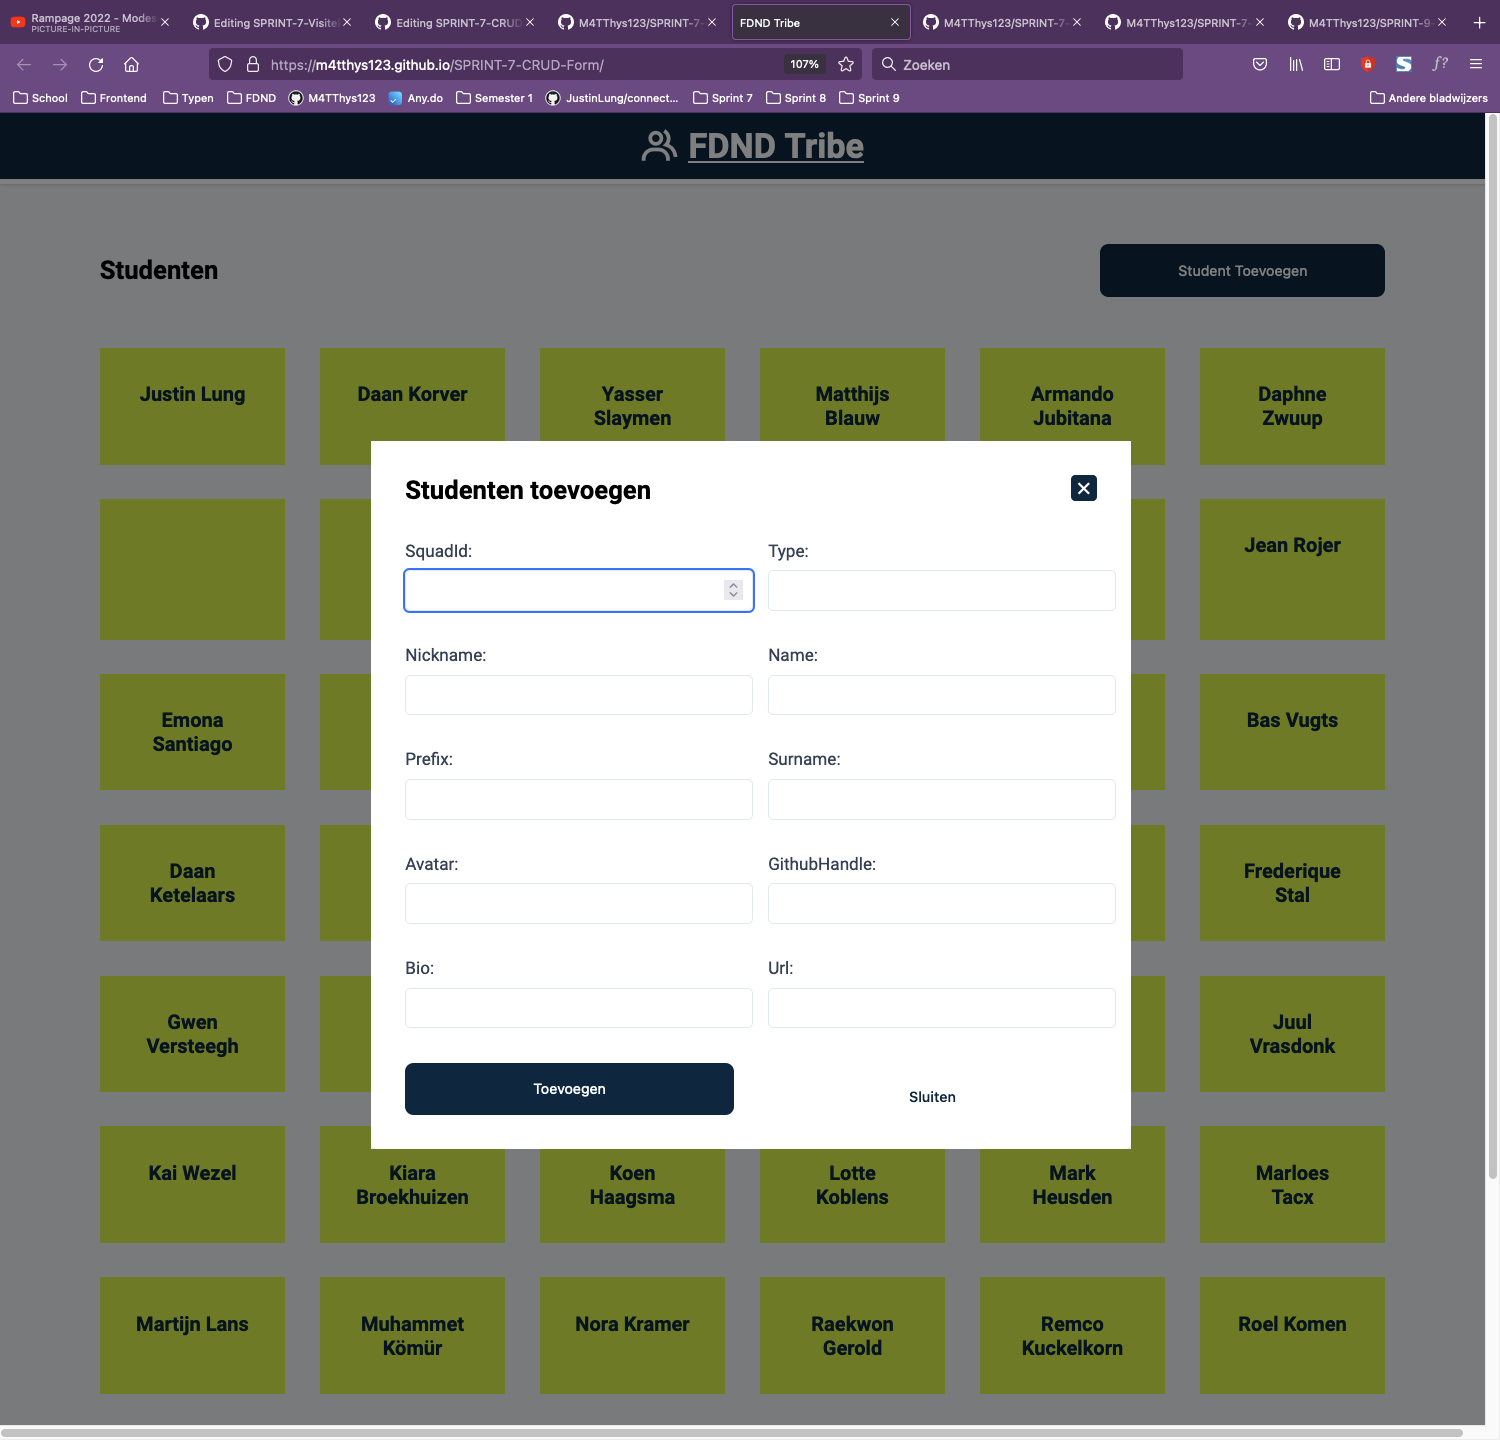 Rampage 2022 - Modes
PICTURE-IN-PICTURE
Editing SPRINT-7-Visite
Editing SPRINT-7-CRUD
M4TThys123/SPRINT-7-
FDND Tribe
M4TThys123/SPRINT-7-
M4TThys123/SPRINT-7-
M4TThys123/SPRINT-9-
https://m4tthys123.github.io/SPRINT-7-CRUD-Form/
107%
Zoeken
School
Frontend
Typen
FDND
M4TThys123
Any.do
Semester 1
JustinLung/connect...
Sprint 7
Sprint 8
Sprint 9
Andere bladwijzers
FDND Tribe
Studenten
Student Toevoegen
Justin Lung
Daan Korver
Yasser
Slaymen
Matthijs
Blauw
Armando
Jubitana
Daphne
Zwuup
Jean Rojer
Studenten toevoegen
SquadId:
Type:
Nickname:
Name:
Prefix:
Surname:
Avatar:
GithubHandle:
Bio:
Url:
Toevoegen
Sluiten
Emona
Santiago
Bas Vugts
Daan
Ketelaars
Frederique
Stal
Gwen
Versteegh
Juul
Vrasdonk
Kai Wezel
Kiara
Broekhuizen
Koen
Haagsma
Lotte
Koblens
Mark
Heusden
Marloes
Tacx
Martijn Lans
Muhammet
Kömür
Nora Kramer
Raekwon
Gerold
Remco
Kuckelkorn
Roel Komen